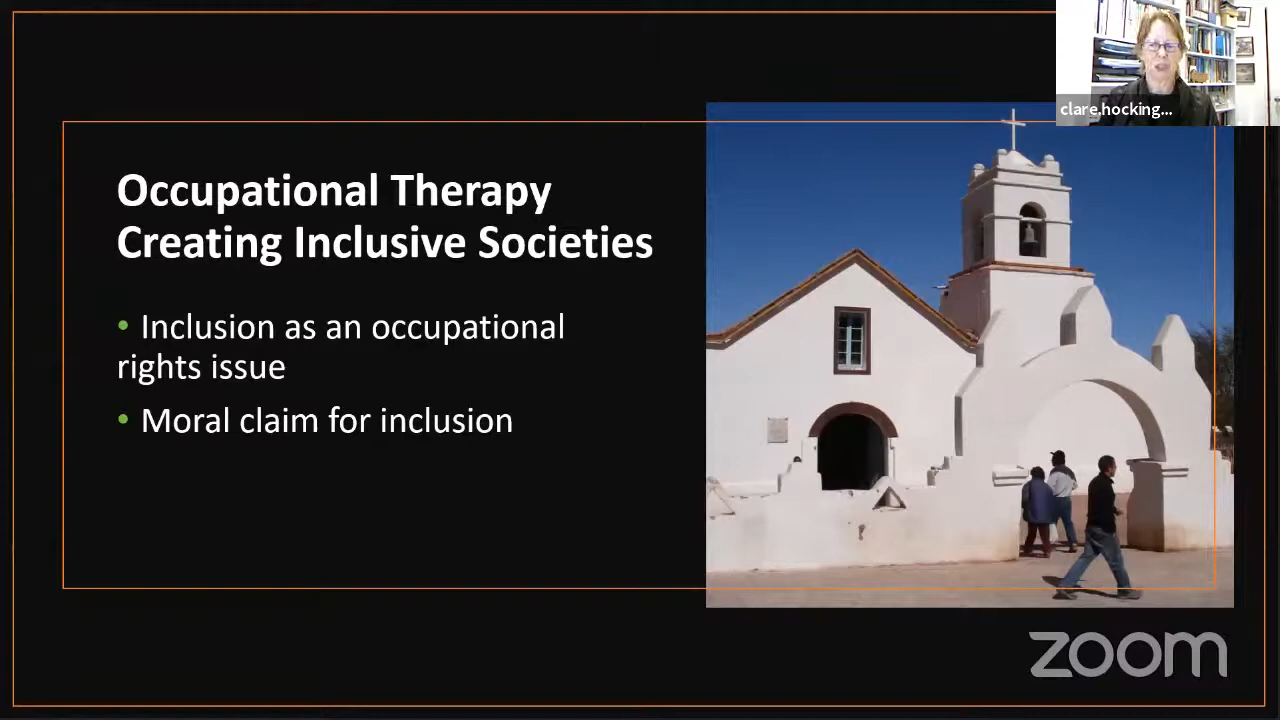 clare.hocking...
Occupational Therapy
Creating Inclusive Societies
• Inclusion as an occupational
rights issue
• Moral claim for inclusion
zoom